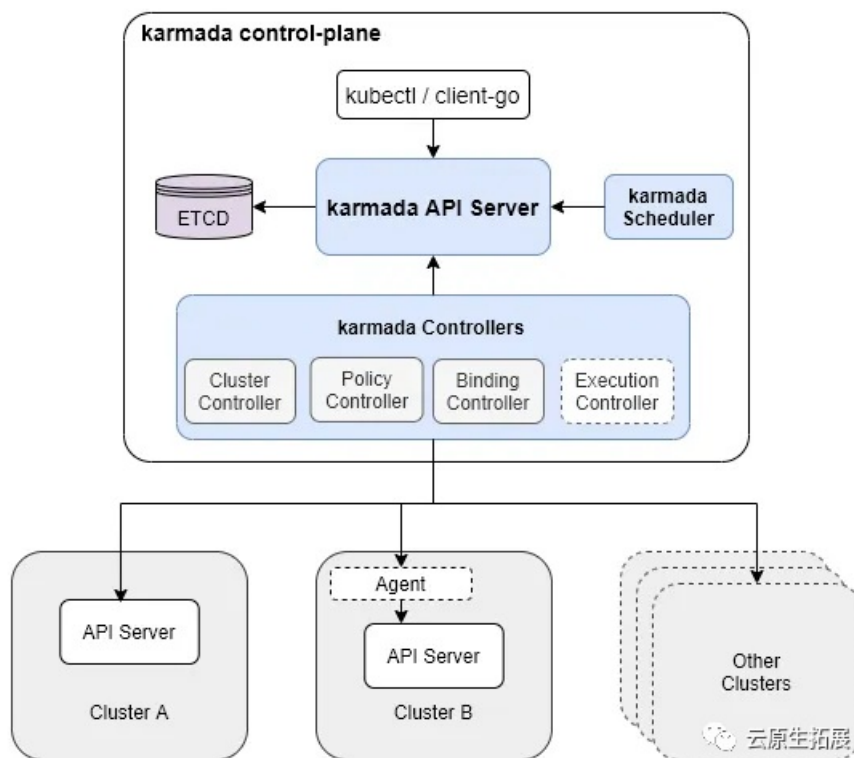 karmada control-plane
kubectl / client-go
karmada API Server
ETCD
karmada
Scheduler
karmada Controllers
Cluster
Controller
Policy
Controller
Binding
Controller
Execution
Controller
API Server
Cluster A
Agent
API Server
Cluster B
Other
Clusters
云原生拓展